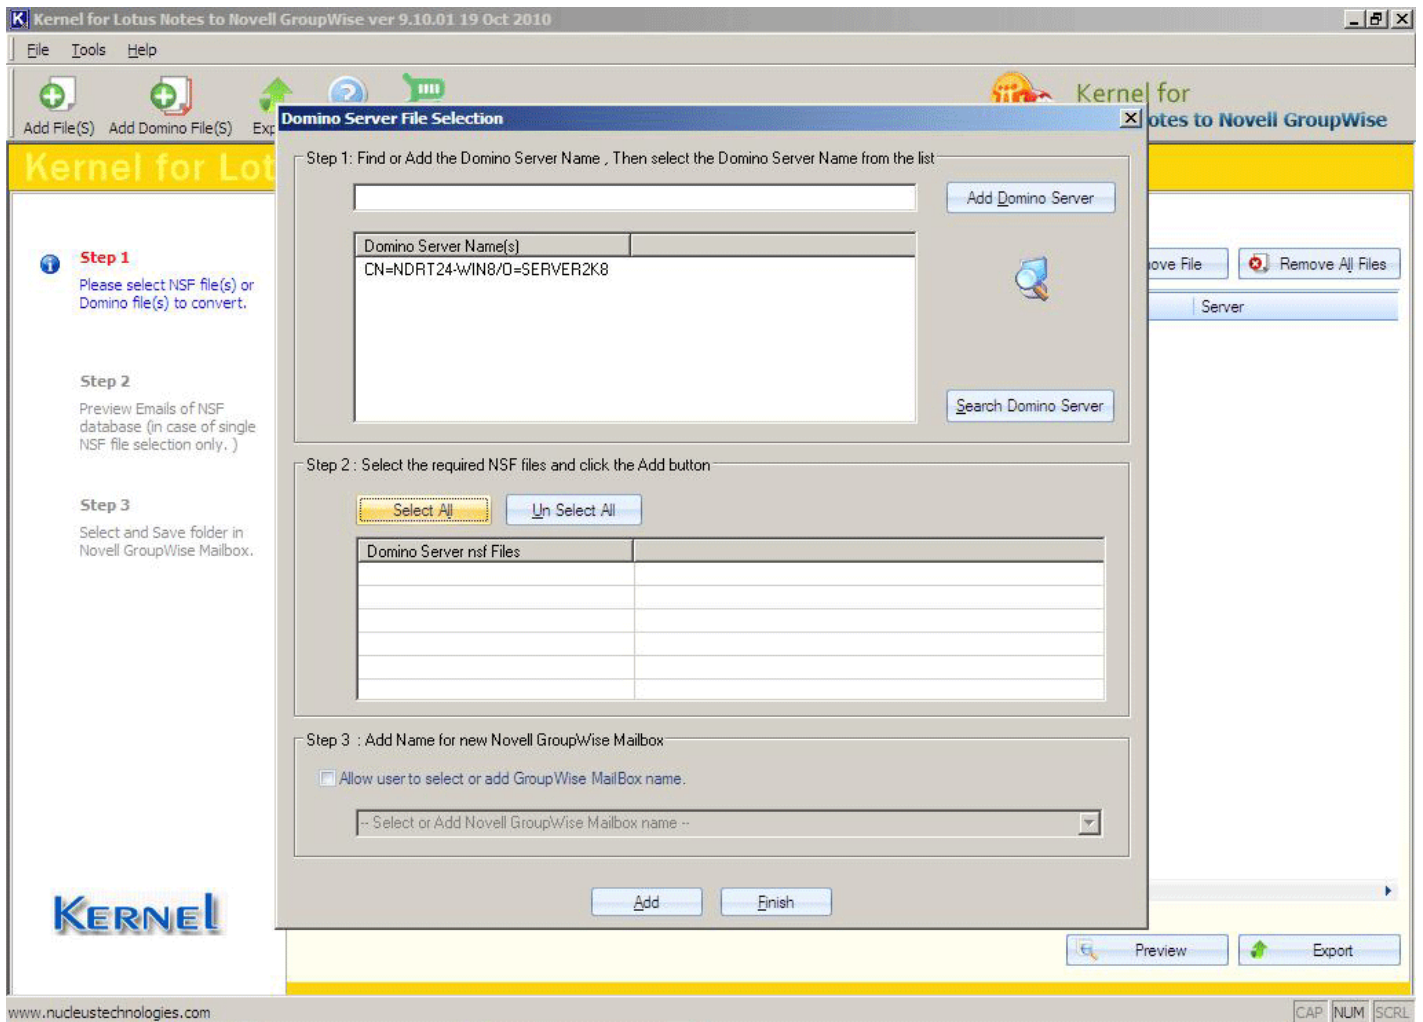 Kernel for Lotus Notes to Novell GroupWise ver 9.10.01 19 Oct 2010
File Tools Help
Add File(S) Add Domino File(S)
Kernel for
otes to Novell GroupWise
Domino Server File Selection
Kernel for Lot
Step 1: Find or Add the Domino Server Name , Then select the Domino Server Name from the list
Add Domino Server
Domino Server Name(s)
CN=NDRT24-WIN8/O=SERVER2K8
Search Domino Server
Step 1
Please select NSF file(s) or
Domino file(s) to convert.
Step 2
Preview Emails of NSF
database (in case of single
NSF file selection only. )
Step 3
Select and Save folder in
Novell GroupWise Mailbox.
ove File Remove All Files
Server
Step 2 : Select the required NSF files and click the Add button
Select All Un Select All
Domino Server nsf Files
Step 3 : Add Name for new Novell GroupWise Mailbox
Allow user to select or add GroupWise MailBox name.
-- Select or Add Novell GroupWise Mailbox name --
Add Finish
KERNEL
Preview Export
www.nucleustechnologies.com
CAP NUM SCRL